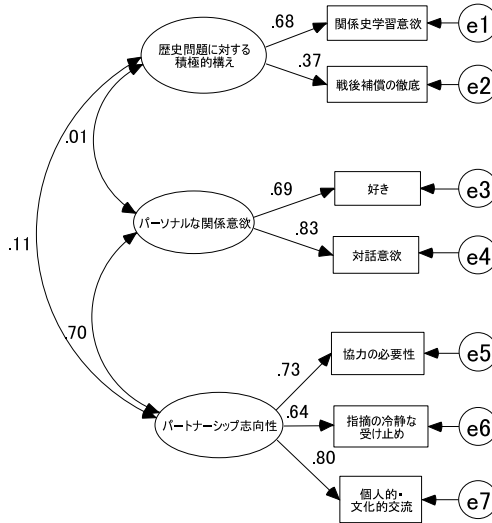 .68
関係史学習意欲
e1
歴史問題に対する
積極的構え
.37
戦後補償の徹底
e2
.01
.69
好き
e3
パーソナルな関係意欲
.83
対話意欲
e4
.11
.70
.73
協力の必要性
e5
パートナーシップ志向性
.64
指摘の冷静な
受け止め
e6
.80
個人的・
文化的交流
e7